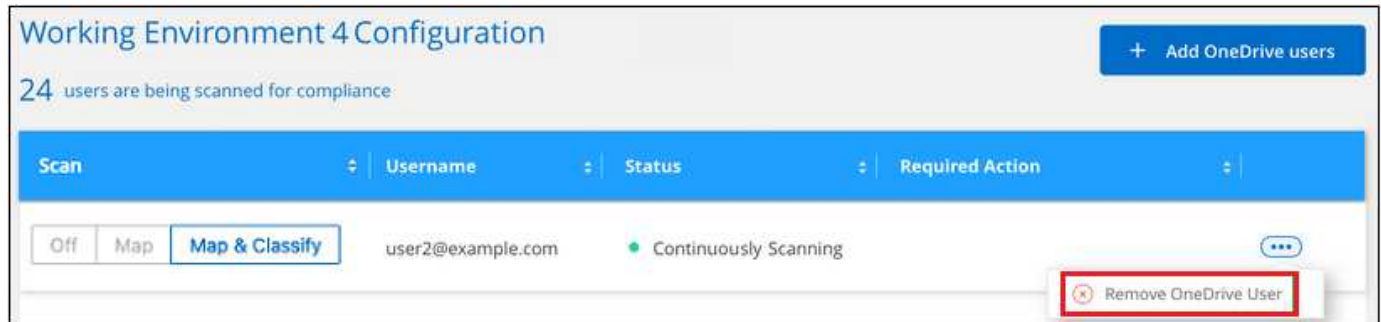 Working Environment 4 Configuration
+ Add OneDrive users
24 users are being scanned for compliance
Scan Username Status Required Action
Off Map Map & Classify user2@example.com Continuously Scanning
Remove OneDrive User